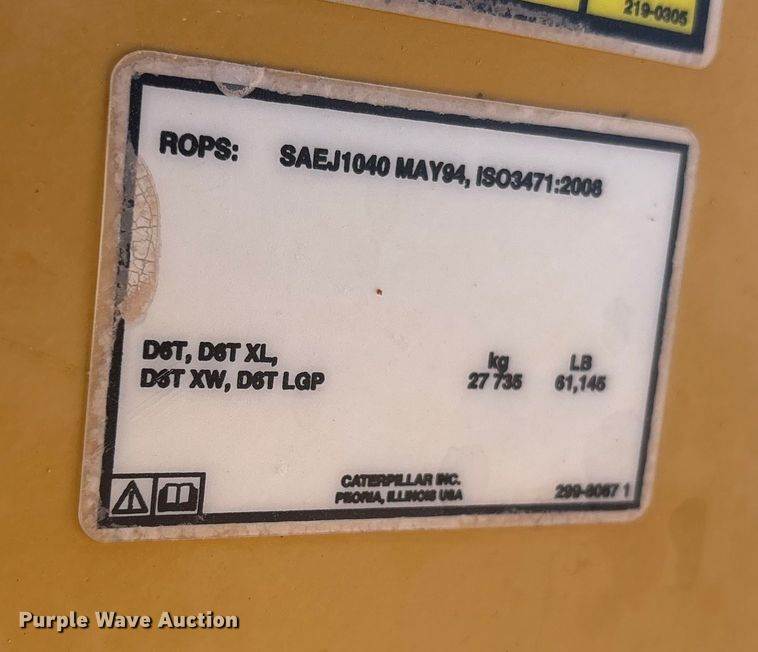 219-0305
ROPS: SAEJ1040 MAY94, ISO3471:2008
D6T, D6T XL,
D6T XW, D6T LGP
kg LB
27 735 61,145
CATERPILLAR INC.
PEORIA, ILLINOIS USA
299-6067 1
Purple Wave Auction